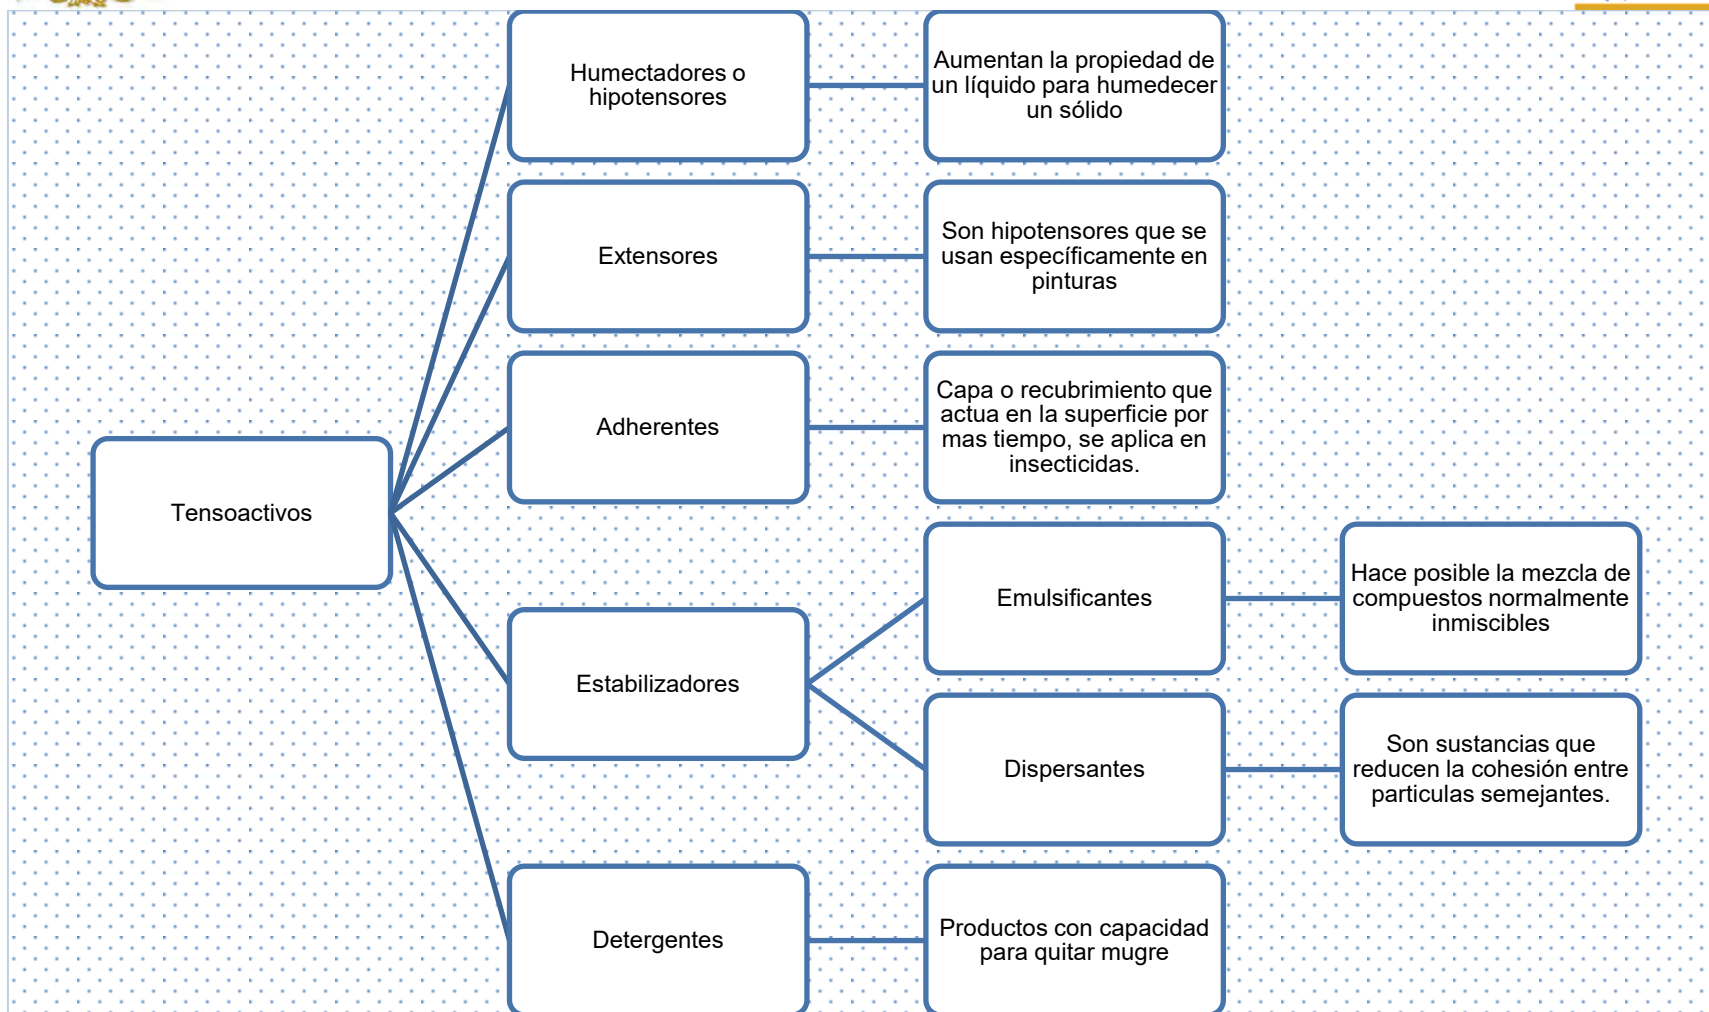 Humectadores o
hipotensores
Aumentan la propiedad de
un líquido para humedecer
un sólido
Extensores
Son hipotensores que se
usan específicamente en
pinturas
Adherentes
Capa o recubrimiento que
actua en la superficie por
mas tiempo, se aplica en
insecticidas.
Tensoactivos
Estabilizadores
Emulsificantes
Hace posible la mezcla de
compuestos normalmente
inmiscibles
Dispersantes
Son sustancias que
reducen la cohesión entre
particulas semejantes.
Detergentes
Productos con capacidad
para quitar mugre